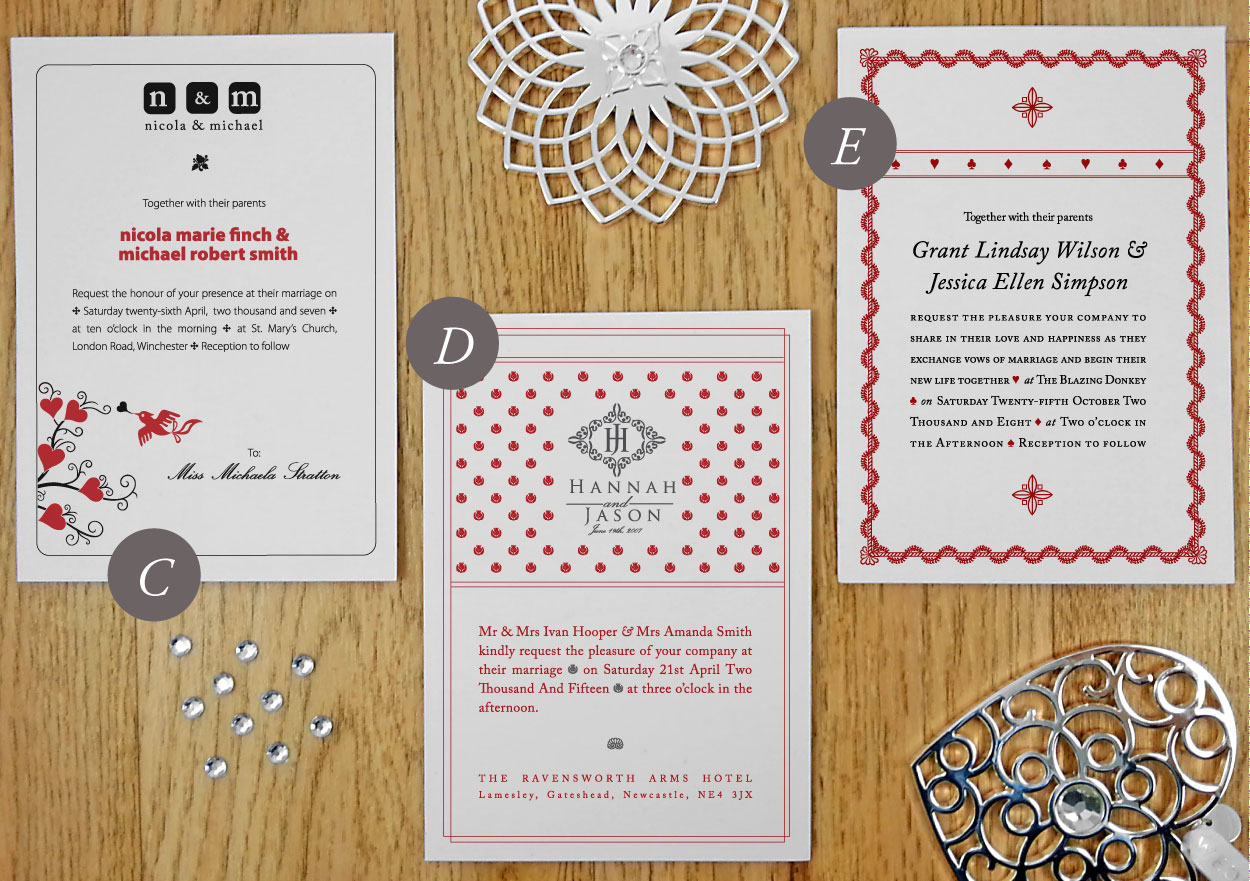 n & m
nicola & michael
Together with their parents
nicola marie finch &
michael robert smith
Request the honour of your presence at their marriage on
✣ Saturday twenty-sixth April, two thousand and seven ✣
at ten o'clock in the morning ✣ at St. Mary's Church,
London Road, Winchester ✣ Reception to follow
To:
Miss Michaela Stratton
C
D
HJ
HANNAH
and
JASON
June 19th, 2007
Mr & Mrs Ivan Hooper & Mrs Amanda Smith
kindly request the pleasure of your company at
their marriage on Saturday 21st April Two
Thousand And Fifteen at three o'clock in the
afternoon.
THE RAVENSWORTH ARMS HOTEL
Lamesley, Gateshead, Newcastle, NE4 3JX
E
♠ ♥ ♣ ♦ ♠ ♥ ♣ ♦
Together with their parents
Grant Lindsay Wilson &
Jessica Ellen Simpson
REQUEST THE PLEASURE YOUR COMPANY TO
SHARE IN THEIR LOVE AND HAPPINESS AS THEY
EXCHANGE VOWS OF MARRIAGE AND BEGIN THEIR
NEW LIFE TOGETHER ♥ at THE BLAZING DONKEY
♣ on SATURDAY TWENTY-FIFTH OCTOBER TWO
THOUSAND AND EIGHT ♦ at TWO O'CLOCK IN
THE AFTERNOON ♠ RECEPTION TO FOLLOW